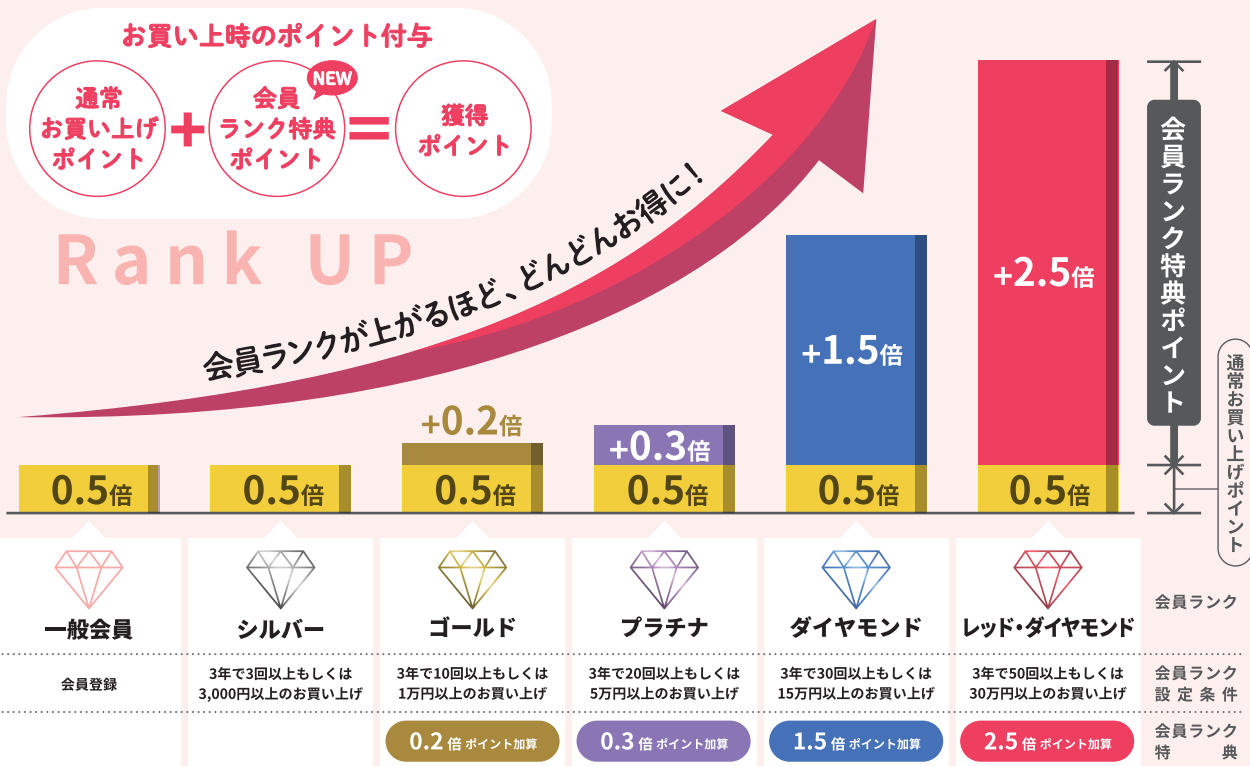 お買い上時のポイント付与
通常
お買い上げ
ポイント
+
NEW
会員
ランク特典
ポイント
=
獲得
ポイント
Rank UP
会員ランクが上がるほど、どんどんお得に!
0.5倍
0.5倍
+0.2倍
0.5倍
+0.3倍
0.5倍
+1.5倍
0.5倍
+2.5倍
0.5倍
会員ランク特典ポイント
通常お買い上げポイント
一般会員
シルバー
ゴールド
プラチナ
ダイヤモンド
レッド・ダイヤモンド
会員ランク
会員登録
3年で3回以上もしくは
3,000円以上のお買い上げ
3年で10回以上もしくは
1万円以上のお買い上げ
3年で20回以上もしくは
5万円以上のお買い上げ
3年で30回以上もしくは
15万円以上のお買い上げ
3年で50回以上もしくは
30万円以上のお買い上げ
会員ランク
設定条件
0.2倍 ポイント加算
0.3倍 ポイント加算
1.5倍 ポイント加算
2.5倍 ポイント加算
会員ランク
特典